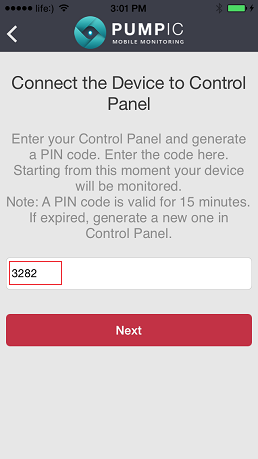 life:) 3:01 PM
PUMPIC
MOBILE MONITORING
Connect the Device to Control
Panel
Enter your Control Panel and generate
a PIN code. Enter the code here.
Starting from this moment your device
will be monitored.
Note: A PIN code is valid for 15 minutes.
If expired, generate a new one in
Control Panel.
3282
Next